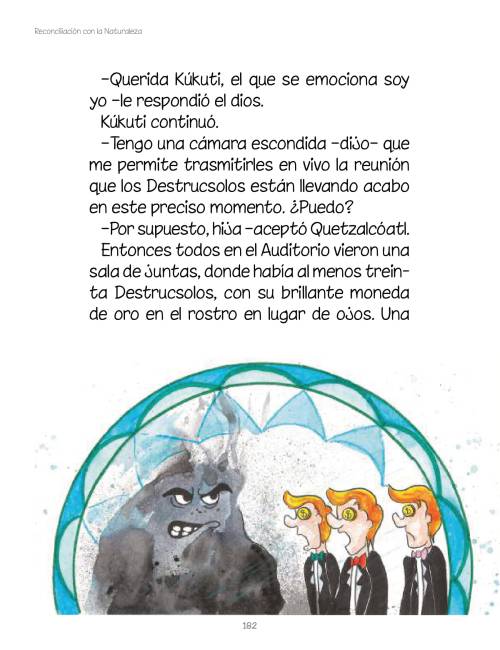 Reconciliación con la Naturaleza
–Querida Kúkuti, el que se emociona soy
yo –le respondió el dios.
Kúkuti continuó.
–Tengo una cámara escondida –dijo– que
me permite trasmitirles en vivo la reunión
que los Destrucsolos están llevando acabo
en este preciso momento. ¿Puedo?
–Por supuesto, hija –aceptó Quetzalcóatl.
Entonces todos en el Auditorio vieron una
sala de juntas, donde había al menos trein-
ta Destrucsolos, con su brillante moneda
de oro en el rostro en lugar de ojos. Una
182